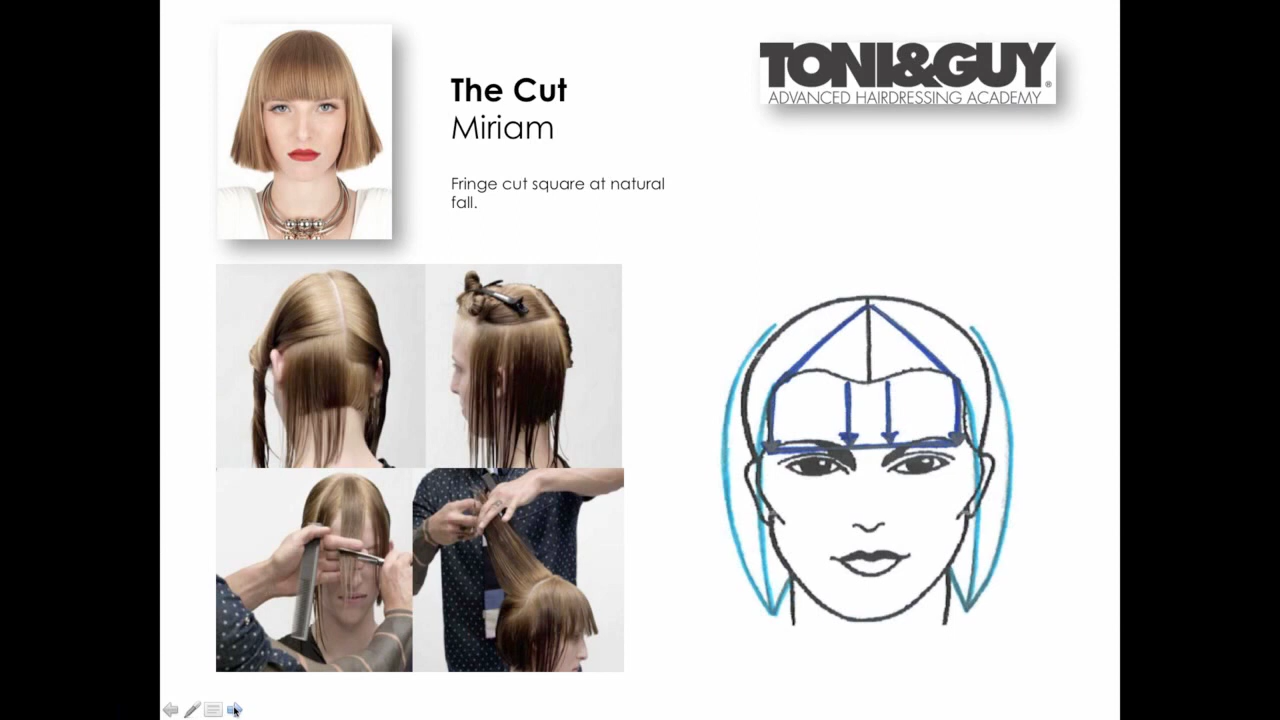 The Cut
Miriam
Fringe cut square at natural
fall.
TONI&GUY®
ADVANCED HAIRDRESSING ACADEMY